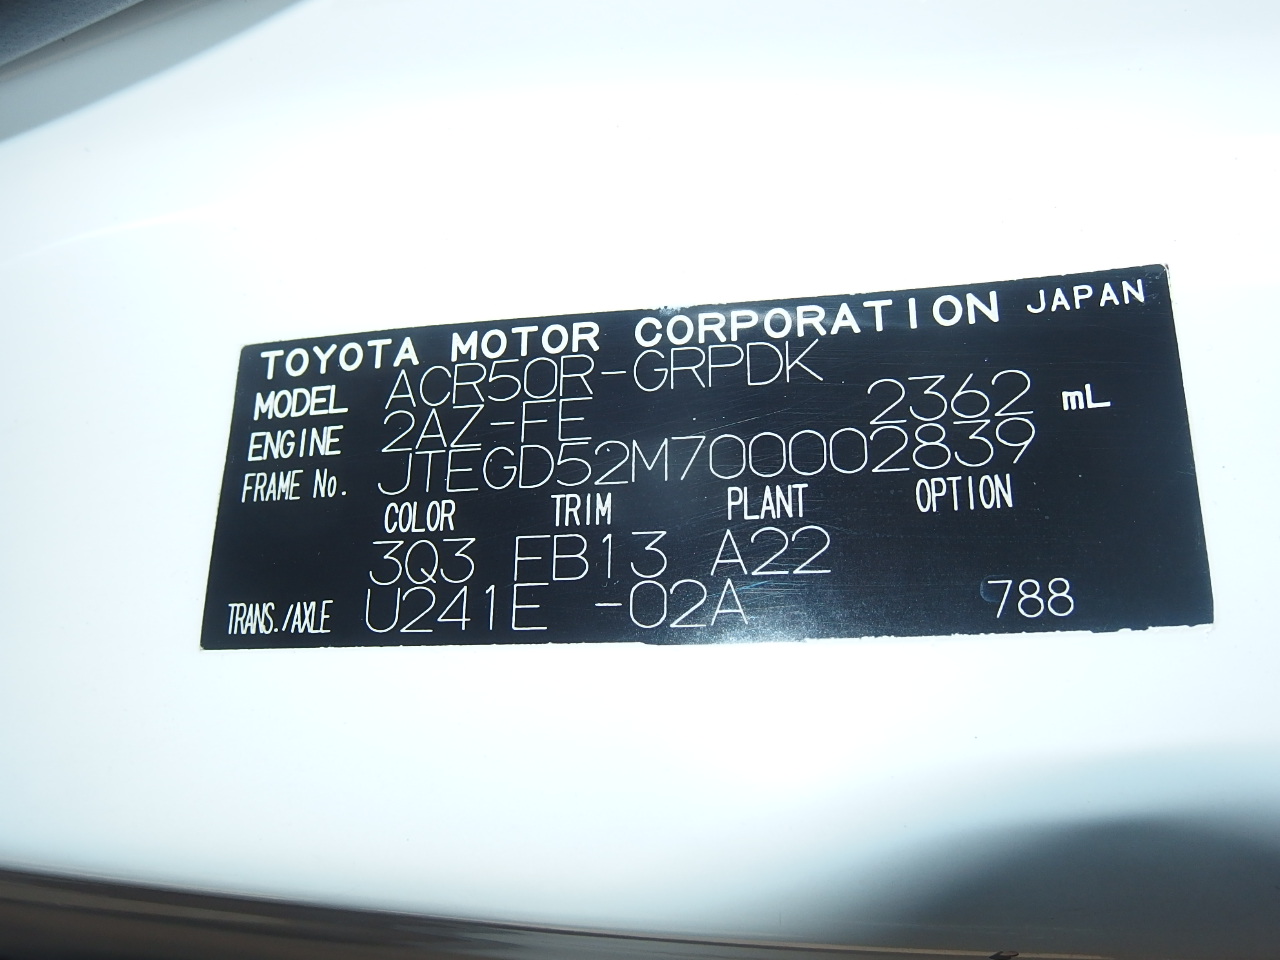 TOYOTA MOTOR CORPORATION JAPAN
MODEL ACR50R-GRPDK
ENGINE 2AZ-FE 2362 mL
FRAME No. JTEGD52M700002839
COLOR TRIM PLANT OPTION
3Q3 FB13 A22
TRANS./AXLE U241E -02A 788